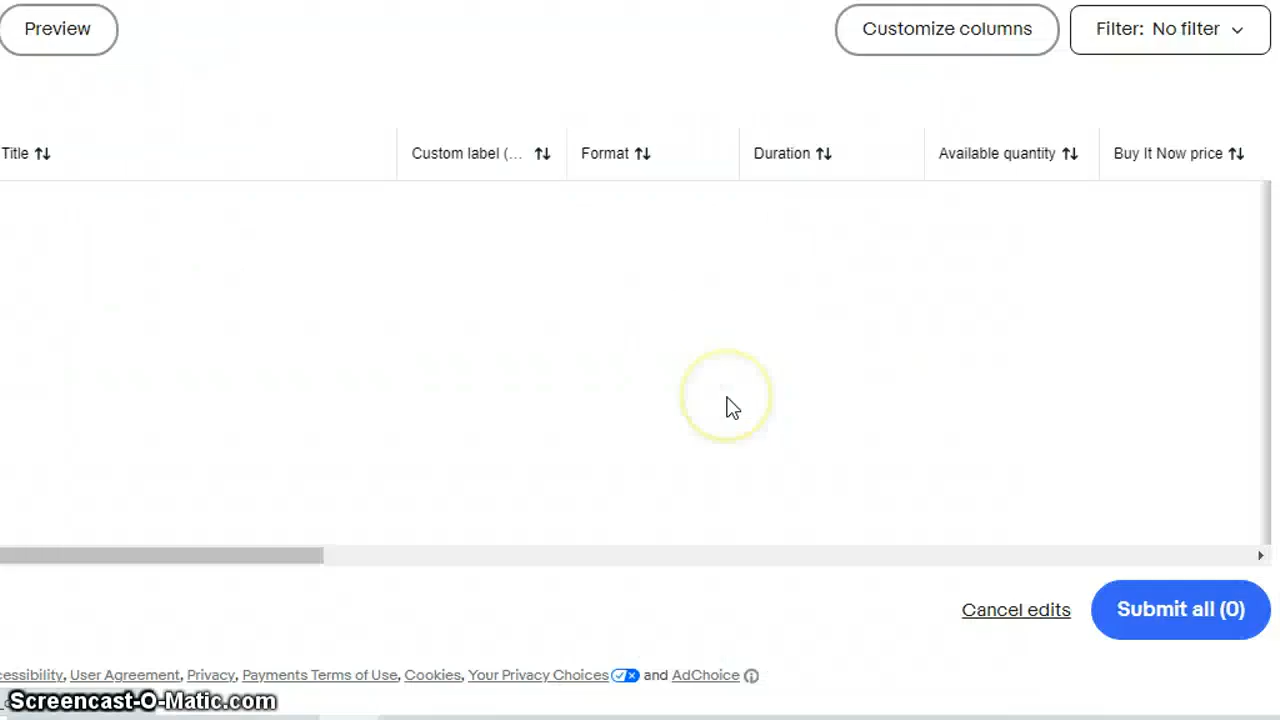 Preview
Customize columns
Filter: No filter
Title
Custom label (...
Format
Duration
Available quantity
Buy It Now price
Cancel edits
Submit all (0)
cessibility, User Agreement, Privacy, Payments Terms of Use, Cookies, Your Privacy Choices and AdChoice
Screencast-O-Matic.com